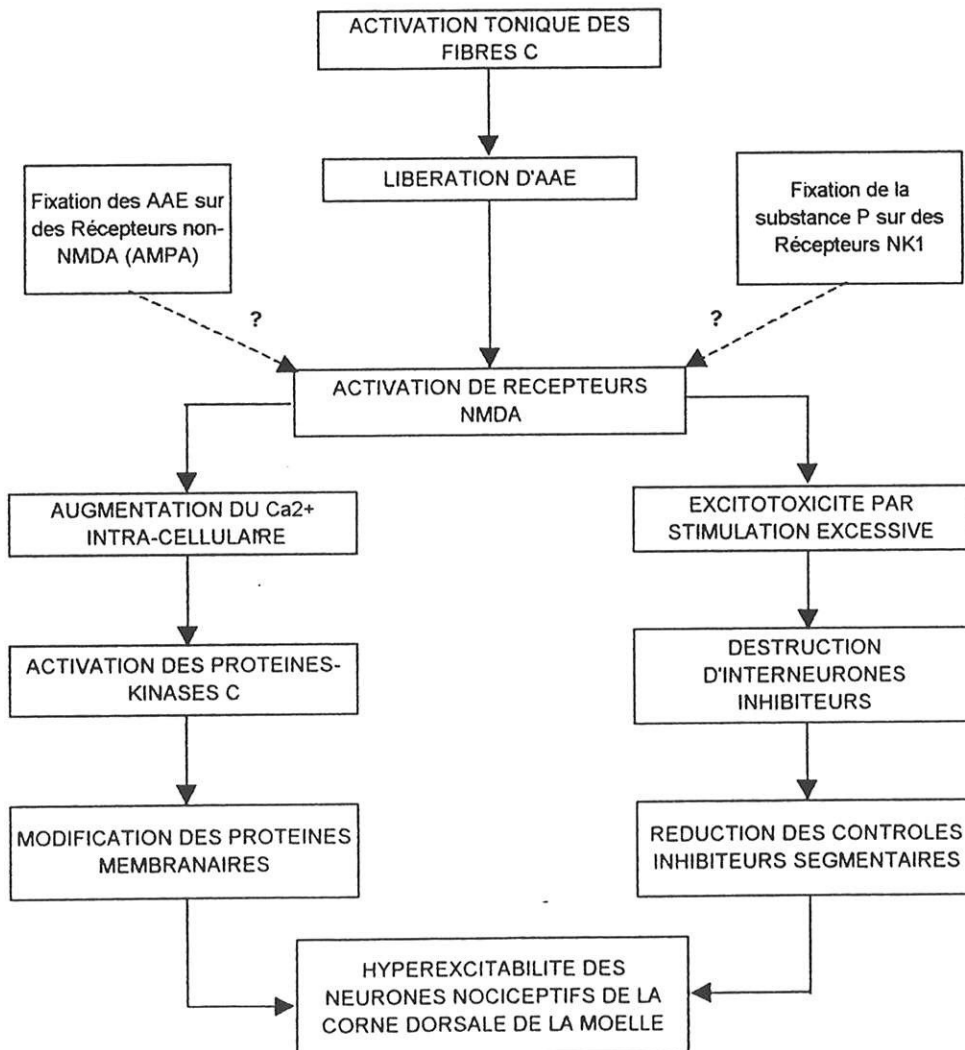 ACTIVATION TONIQUE DES
FIBRES C
LIBERATION D'AAE
Fixation des AAE sur
des Récepteurs non-
NMDA (AMPA)
Fixation de la
substance P sur des
Récepteurs NK1
?
?
ACTIVATION DE RECEPTEURS
NMDA
AUGMENTATION DU Ca2+
INTRA-CELLULAIRE
EXCITOTOXICITE PAR
STIMULATION EXCESSIVE
ACTIVATION DES PROTEINES-
KINASES C
DESTRUCTION
D'INTERNEURONES
INHIBITEURS
MODIFICATION DES PROTEINES
MEMBRANAIRES
REDUCTION DES CONTROLES
INHIBITEURS SEGMENTAIRES
HYPEREXCITABILITE DES
NEURONES NOCICEPTIFS DE LA
CORNE DORSALE DE LA MOELLE